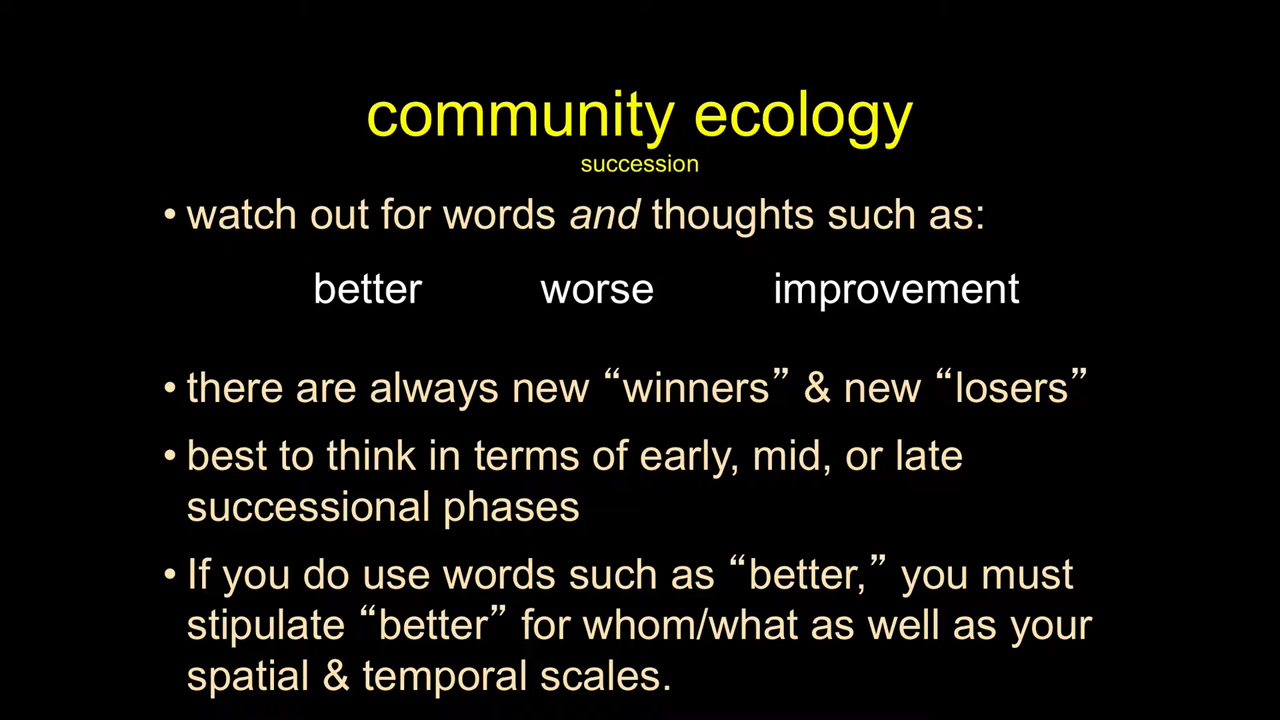 community ecology
succession
• watch out for words and thoughts such as:
better worse improvement
• there are always new “winners” & new “losers”
• best to think in terms of early, mid, or late
successional phases
• If you do use words such as “better,” you must
stipulate “better” for whom/what as well as your
spatial & temporal scales.